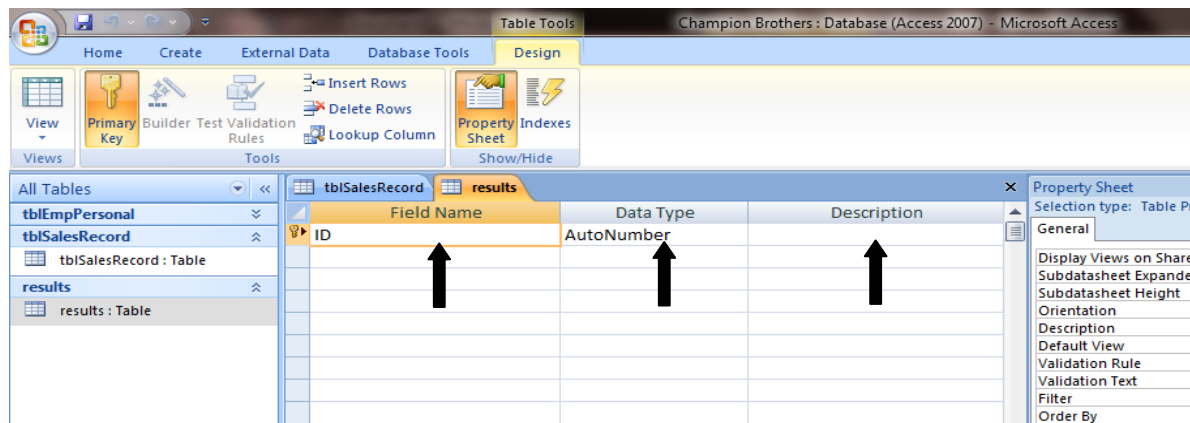 Table Tools
Champion Brothers : Database (Access 2007) - Microsoft Access
Home Create External Data Database Tools Design
View
Primary Key
Builder
Test Validation Rules
Insert Rows
Delete Rows
Lookup Column
Property Sheet
Indexes
Views Tools Show/Hide
All Tables
tblEmpPersonal
tblSalesRecord
tblSalesRecord : Table
results
results : Table
tblSalesRecord results
Field Name Data Type Description
ID AutoNumber
Property Sheet
Selection type: Table Pr
General
Display Views on Share
Subdatasheet Expande
Subdatasheet Height
Orientation
Description
Default View
Validation Rule
Validation Text
Filter
Order By